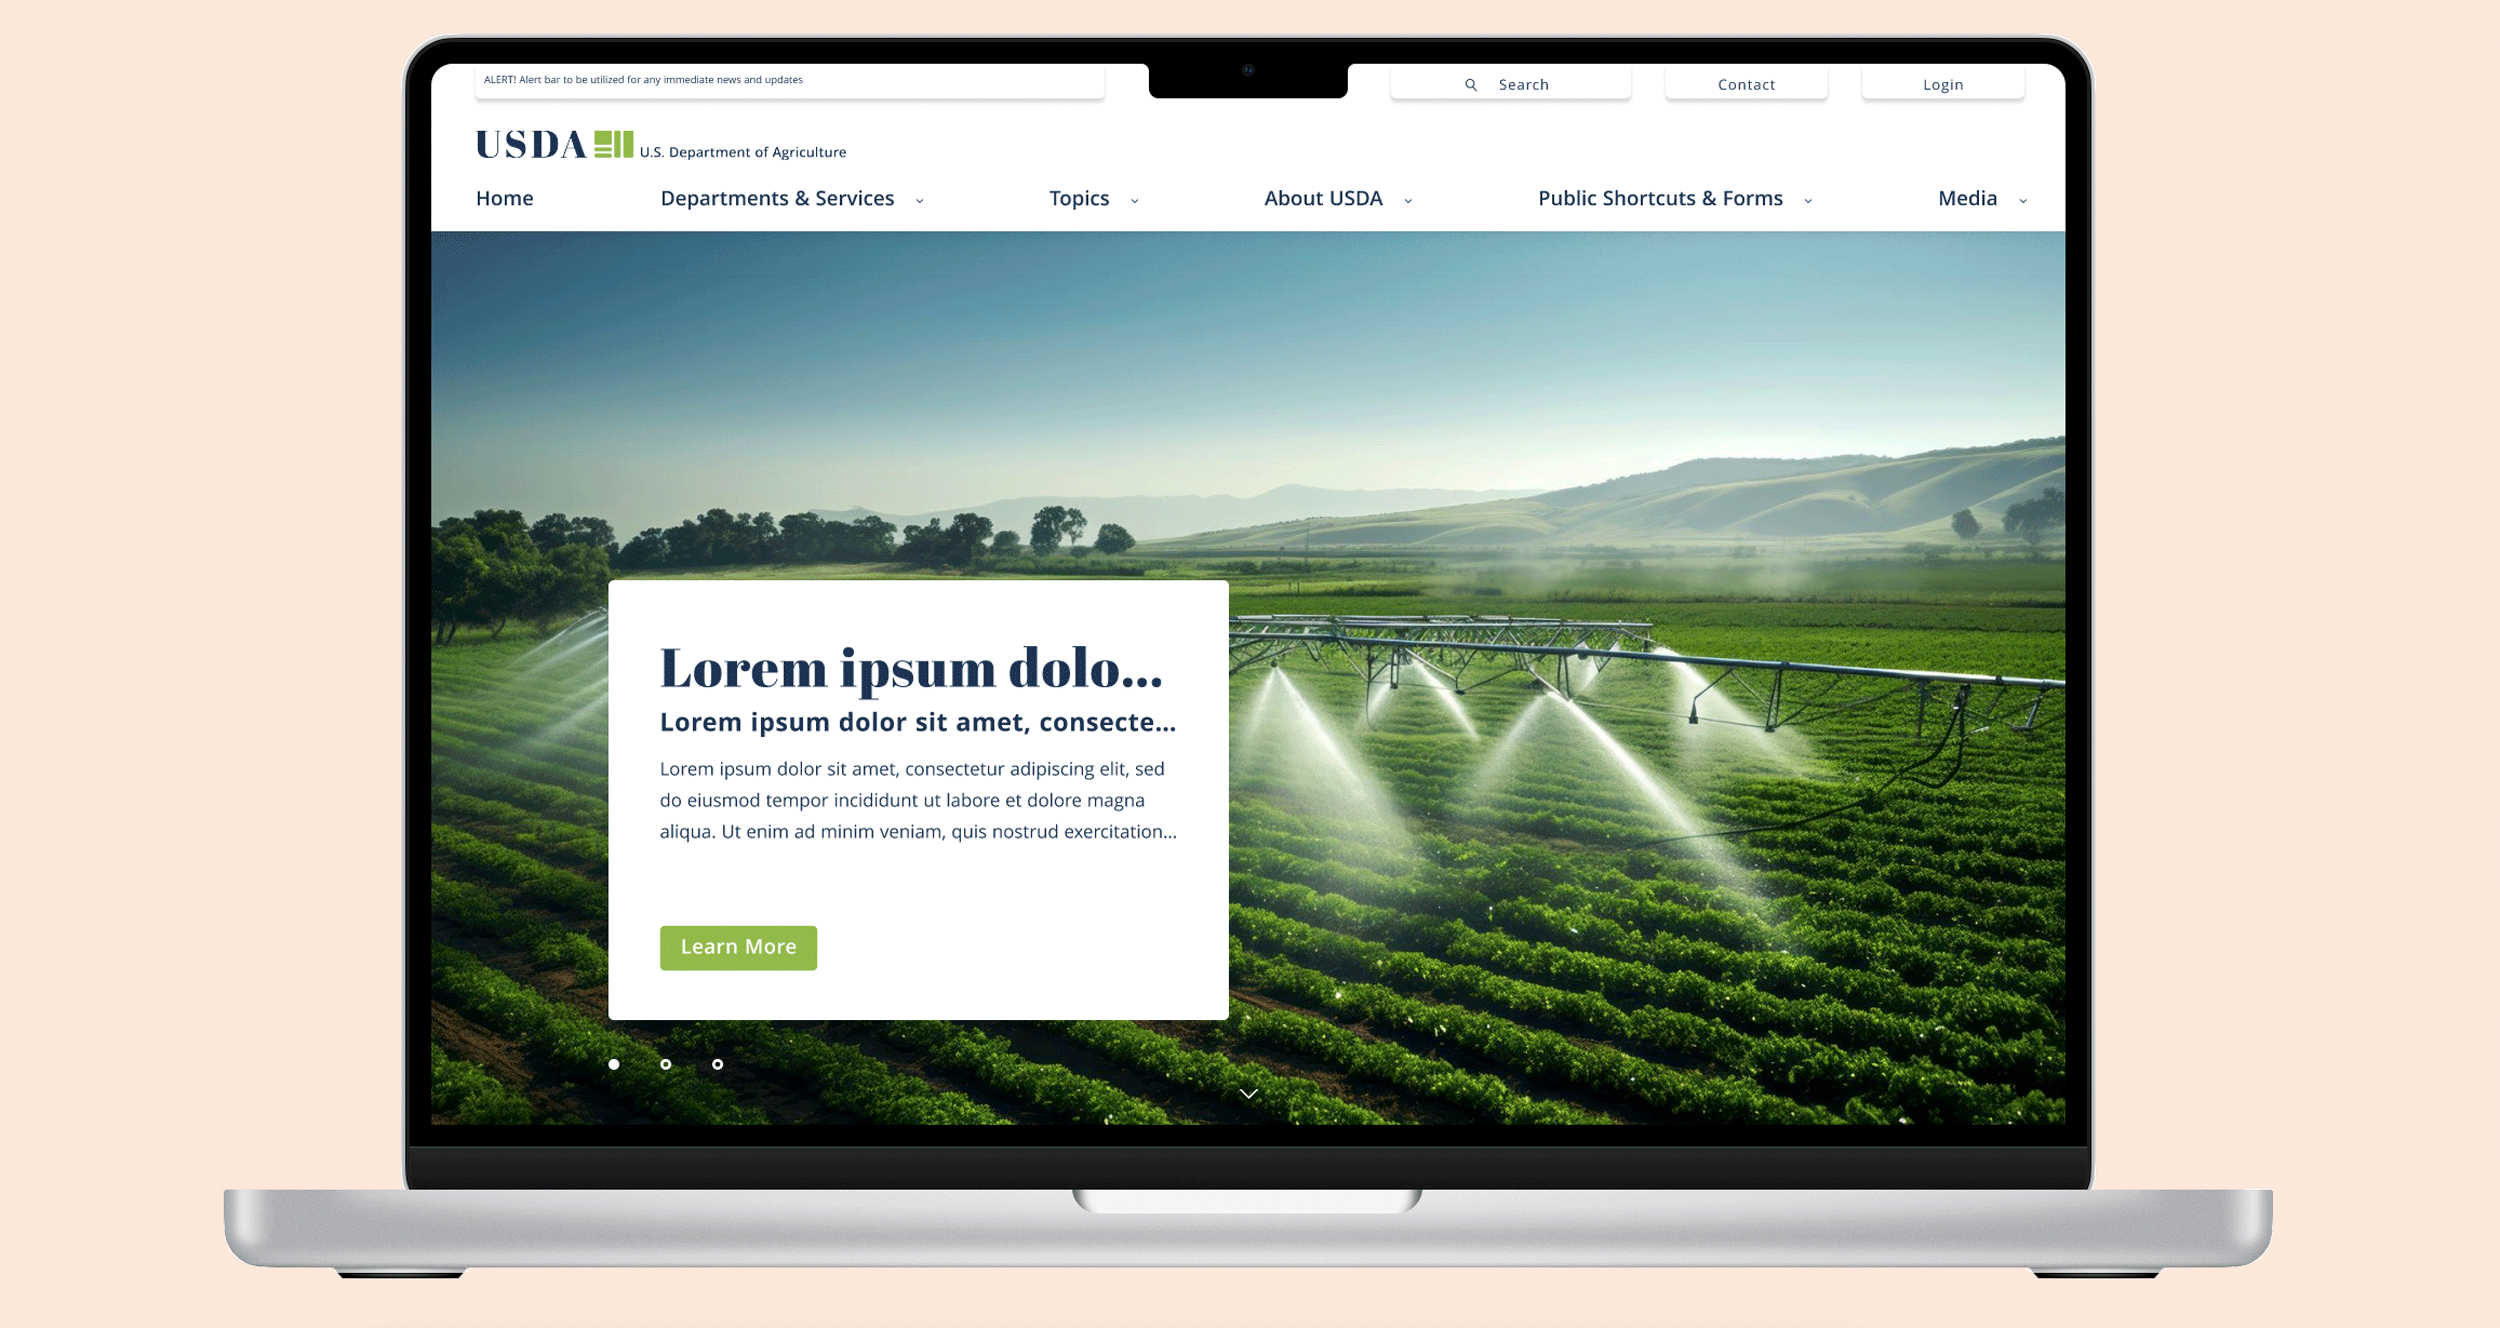 ALERT! Alert bar to be utilized for any immediate news and updates
Search
Contact
Login
USDA U.S. Department of Agriculture
Home
Departments & Services
Topics
About USDA
Public Shortcuts & Forms
Media
Lorem ipsum dolo...
Lorem ipsum dolor sit amet, consecte...
Lorem ipsum dolor sit amet, consectetur adipiscing elit, sed
do eiusmod tempor incididunt ut labore et dolore magna
aliqua. Ut enim ad minim veniam, quis nostrud exercitation...
Learn More